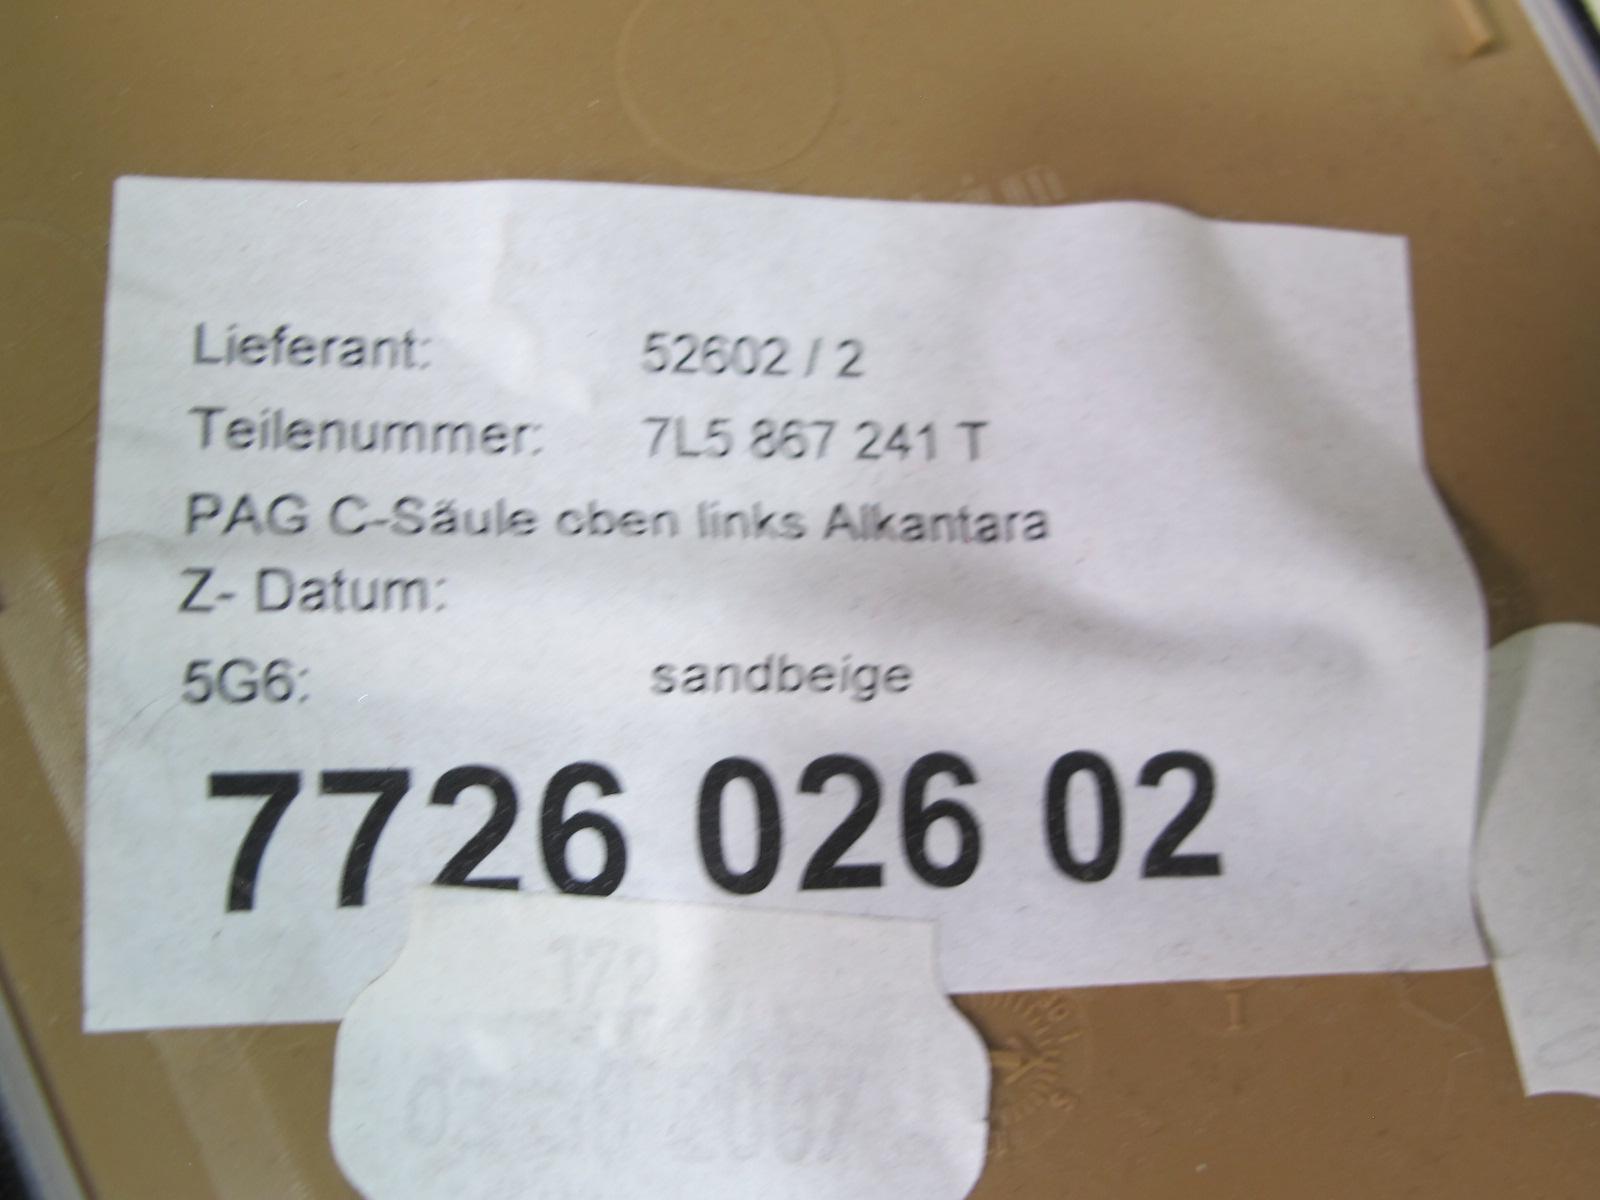 Lieferant: 52602 / 2
Teilenummer: 7L5 867 241 T
PAG C-Säule oben links Alkantara
Z- Datum:
5G6: sandbeige
7726 026 02